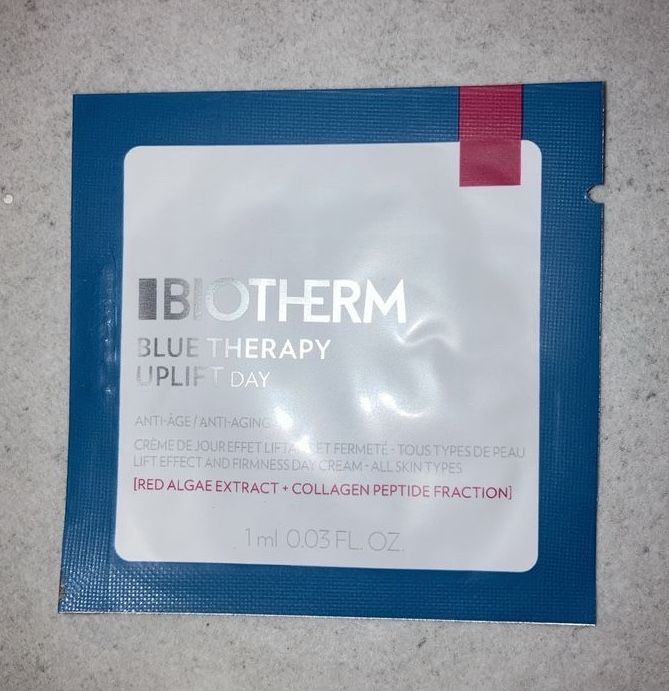 BIOTHERM
BLUE THERAPY
UPLIFT DAY
ANTI-ÂGE / ANTI-AGING
CRÈME DE JOUR EFFET LIFTANT ET FERMETÉ - TOUS TYPES DE PEAU
LIFT EFFECT AND FIRMNESS DAY CREAM - ALL SKIN TYPES
[RED ALGAE EXTRACT + COLLAGEN PEPTIDE FRACTION]
1 ml 0.03 FL. OZ.